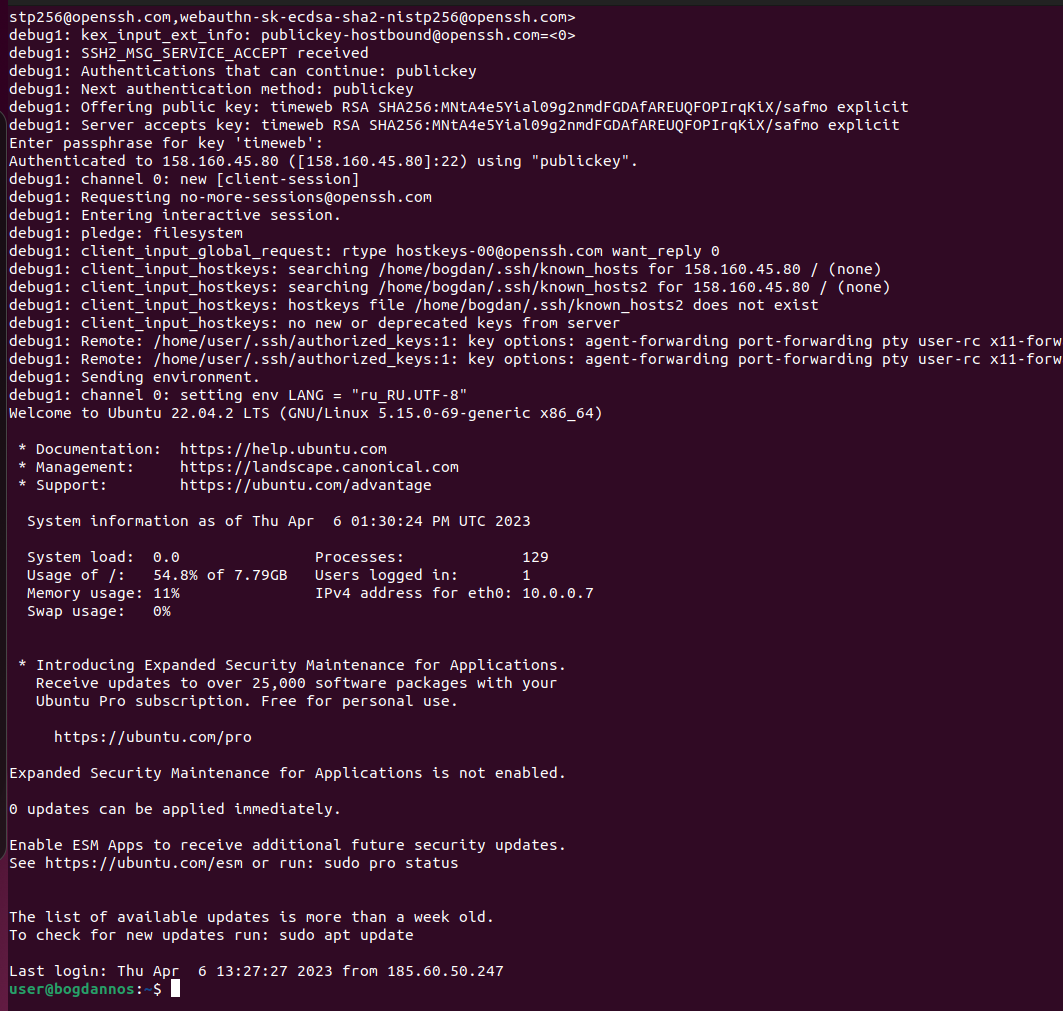 stp256@openssh.com,webauthn-sk-ecdsa-sha2-nistp256@openssh.com>
debug1: kex_input_ext_info: publickey-hostbound@openssh.com=<0>
debug1: SSH2_MSG_SERVICE_ACCEPT received
debug1: Authentications that can continue: publickey
debug1: Next authentication method: publickey
debug1: Offering public key: timeweb RSA SHA256:MNtA4e5Yial09g2nmdFGDAfAREUQFOPIrqKiX/safmo explicit
debug1: Server accepts key: timeweb RSA SHA256:MNtA4e5Yial09g2nmdFGDAfAREUQFOPIrqKiX/safmo explicit
Enter passphrase for key 'timeweb':
Authenticated to 158.160.45.80 ([158.160.45.80]:22) using "publickey".
debug1: channel 0: new [client-session]
debug1: Requesting no-more-sessions@openssh.com
debug1: Entering interactive session.
debug1: pledge: filesystem
debug1: client_input_global_request: rtype hostkeys-00@openssh.com want_reply 0
debug1: client_input_hostkeys: searching /home/bogdan/.ssh/known_hosts for 158.160.45.80 / (none)
debug1: client_input_hostkeys: searching /home/bogdan/.ssh/known_hosts2 for 158.160.45.80 / (none)
debug1: client_input_hostkeys: hostkeys file /home/bogdan/.ssh/known_hosts2 does not exist
debug1: client_input_hostkeys: no new or deprecated keys from server
debug1: Remote: /home/user/.ssh/authorized_keys:1: key options: agent-forwarding port-forwarding pty user-rc x11-forw
debug1: Remote: /home/user/.ssh/authorized_keys:1: key options: agent-forwarding port-forwarding pty user-rc x11-forw
debug1: Sending environment.
debug1: channel 0: setting env LANG = "ru_RU.UTF-8"
Welcome to Ubuntu 22.04.2 LTS (GNU/Linux 5.15.0-69-generic x86_64)
* Documentation:  https://help.ubuntu.com
* Management:     https://landscape.canonical.com
* Support:        https://ubuntu.com/advantage
System information as of Thu Apr  6 01:30:24 PM UTC 2023
System load:  0.0               Processes:             129
Usage of /:   54.8% of 7.79GB   Users logged in:       1
Memory usage: 11%               IPv4 address for eth0: 10.0.0.7
Swap usage:   0%
* Introducing Expanded Security Maintenance for Applications.
Receive updates to over 25,000 software packages with your
Ubuntu Pro subscription. Free for personal use.
https://ubuntu.com/pro
Expanded Security Maintenance for Applications is not enabled.
0 updates can be applied immediately.
Enable ESM Apps to receive additional future security updates.
See https://ubuntu.com/esm or run: sudo pro status
The list of available updates is more than a week old.
To check for new updates run: sudo apt update
Last login: Thu Apr  6 13:27:27 2023 from 185.60.50.247
user@bogdannos:~$